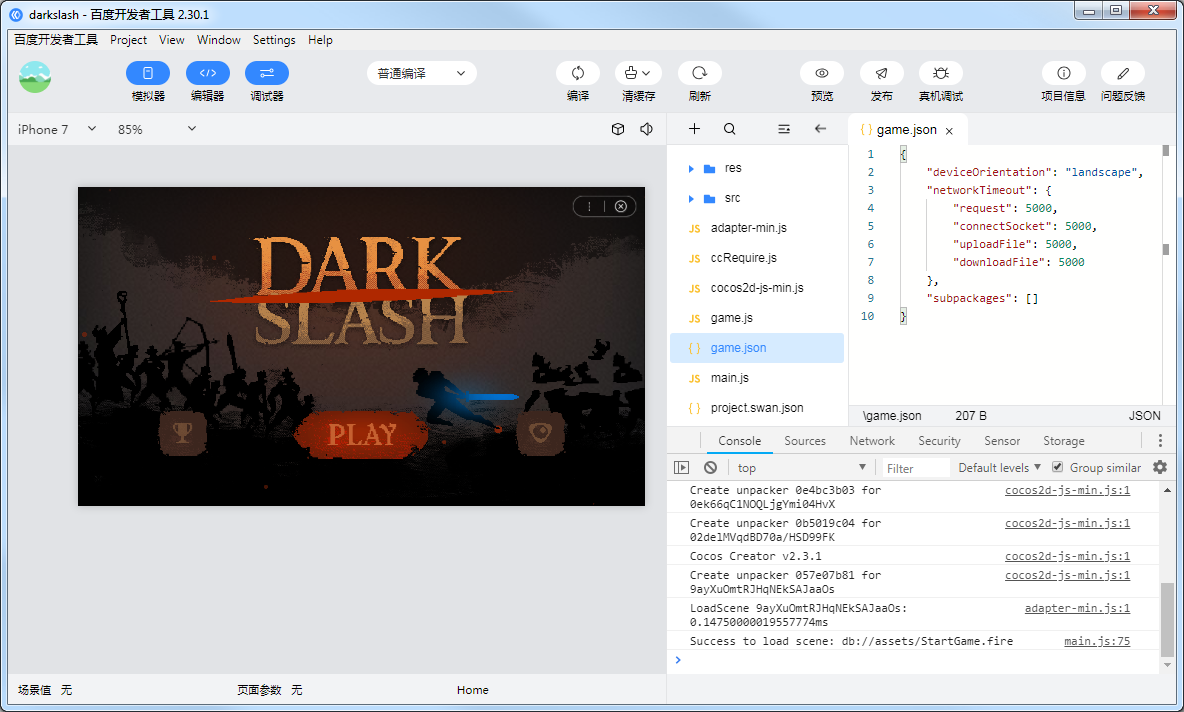 darkslash - 百度开发者工具 2.30.1
百度开发者工具 Project View Window Settings Help
模拟器 编辑器 调试器
普通编译
编译 清缓存 刷新
预览 发布 真机调试
项目信息 问题反馈
iPhone 7 85%
DARK
SLASH
PLAY
res
src
JS adapter-min.js
JS ccRequire.js
JS cocos2d-js-min.js
JS game.js
{ } game.json
JS main.js
{ } project.swan.json
{ } game.json ×
1 {
2 "deviceOrientation": "landscape",
3 "networkTimeout": {
4 "request": 5000,
5 "connectSocket": 5000,
6 "uploadFile": 5000,
7 "downloadFile": 5000
8 },
9 "subpackages": []
10 }
\game.json 207 B JSON
Console Sources Network Security Sensor Storage
top Filter Default levels ▼ Group similar
Create unpacker 0e4bc3b03 for cocos2d-js-min.js:1
0ek66qC1NOQLjgYmi04HvX
Create unpacker 0b5019c04 for cocos2d-js-min.js:1
02delMVqdBD70a/HSD99FK
Cocos Creator v2.3.1 cocos2d-js-min.js:1
Create unpacker 057e07b81 for cocos2d-js-min.js:1
9ayXuOmtRJHqNEkSAJaaOs
LoadScene 9ayXuOmtRJHqNEkSAJaaOs: adapter-min.js:1
0.14750000019557774ms
Success to load scene: db://assets/StartGame.fire main.js:75
场景值 无 页面参数 无 Home